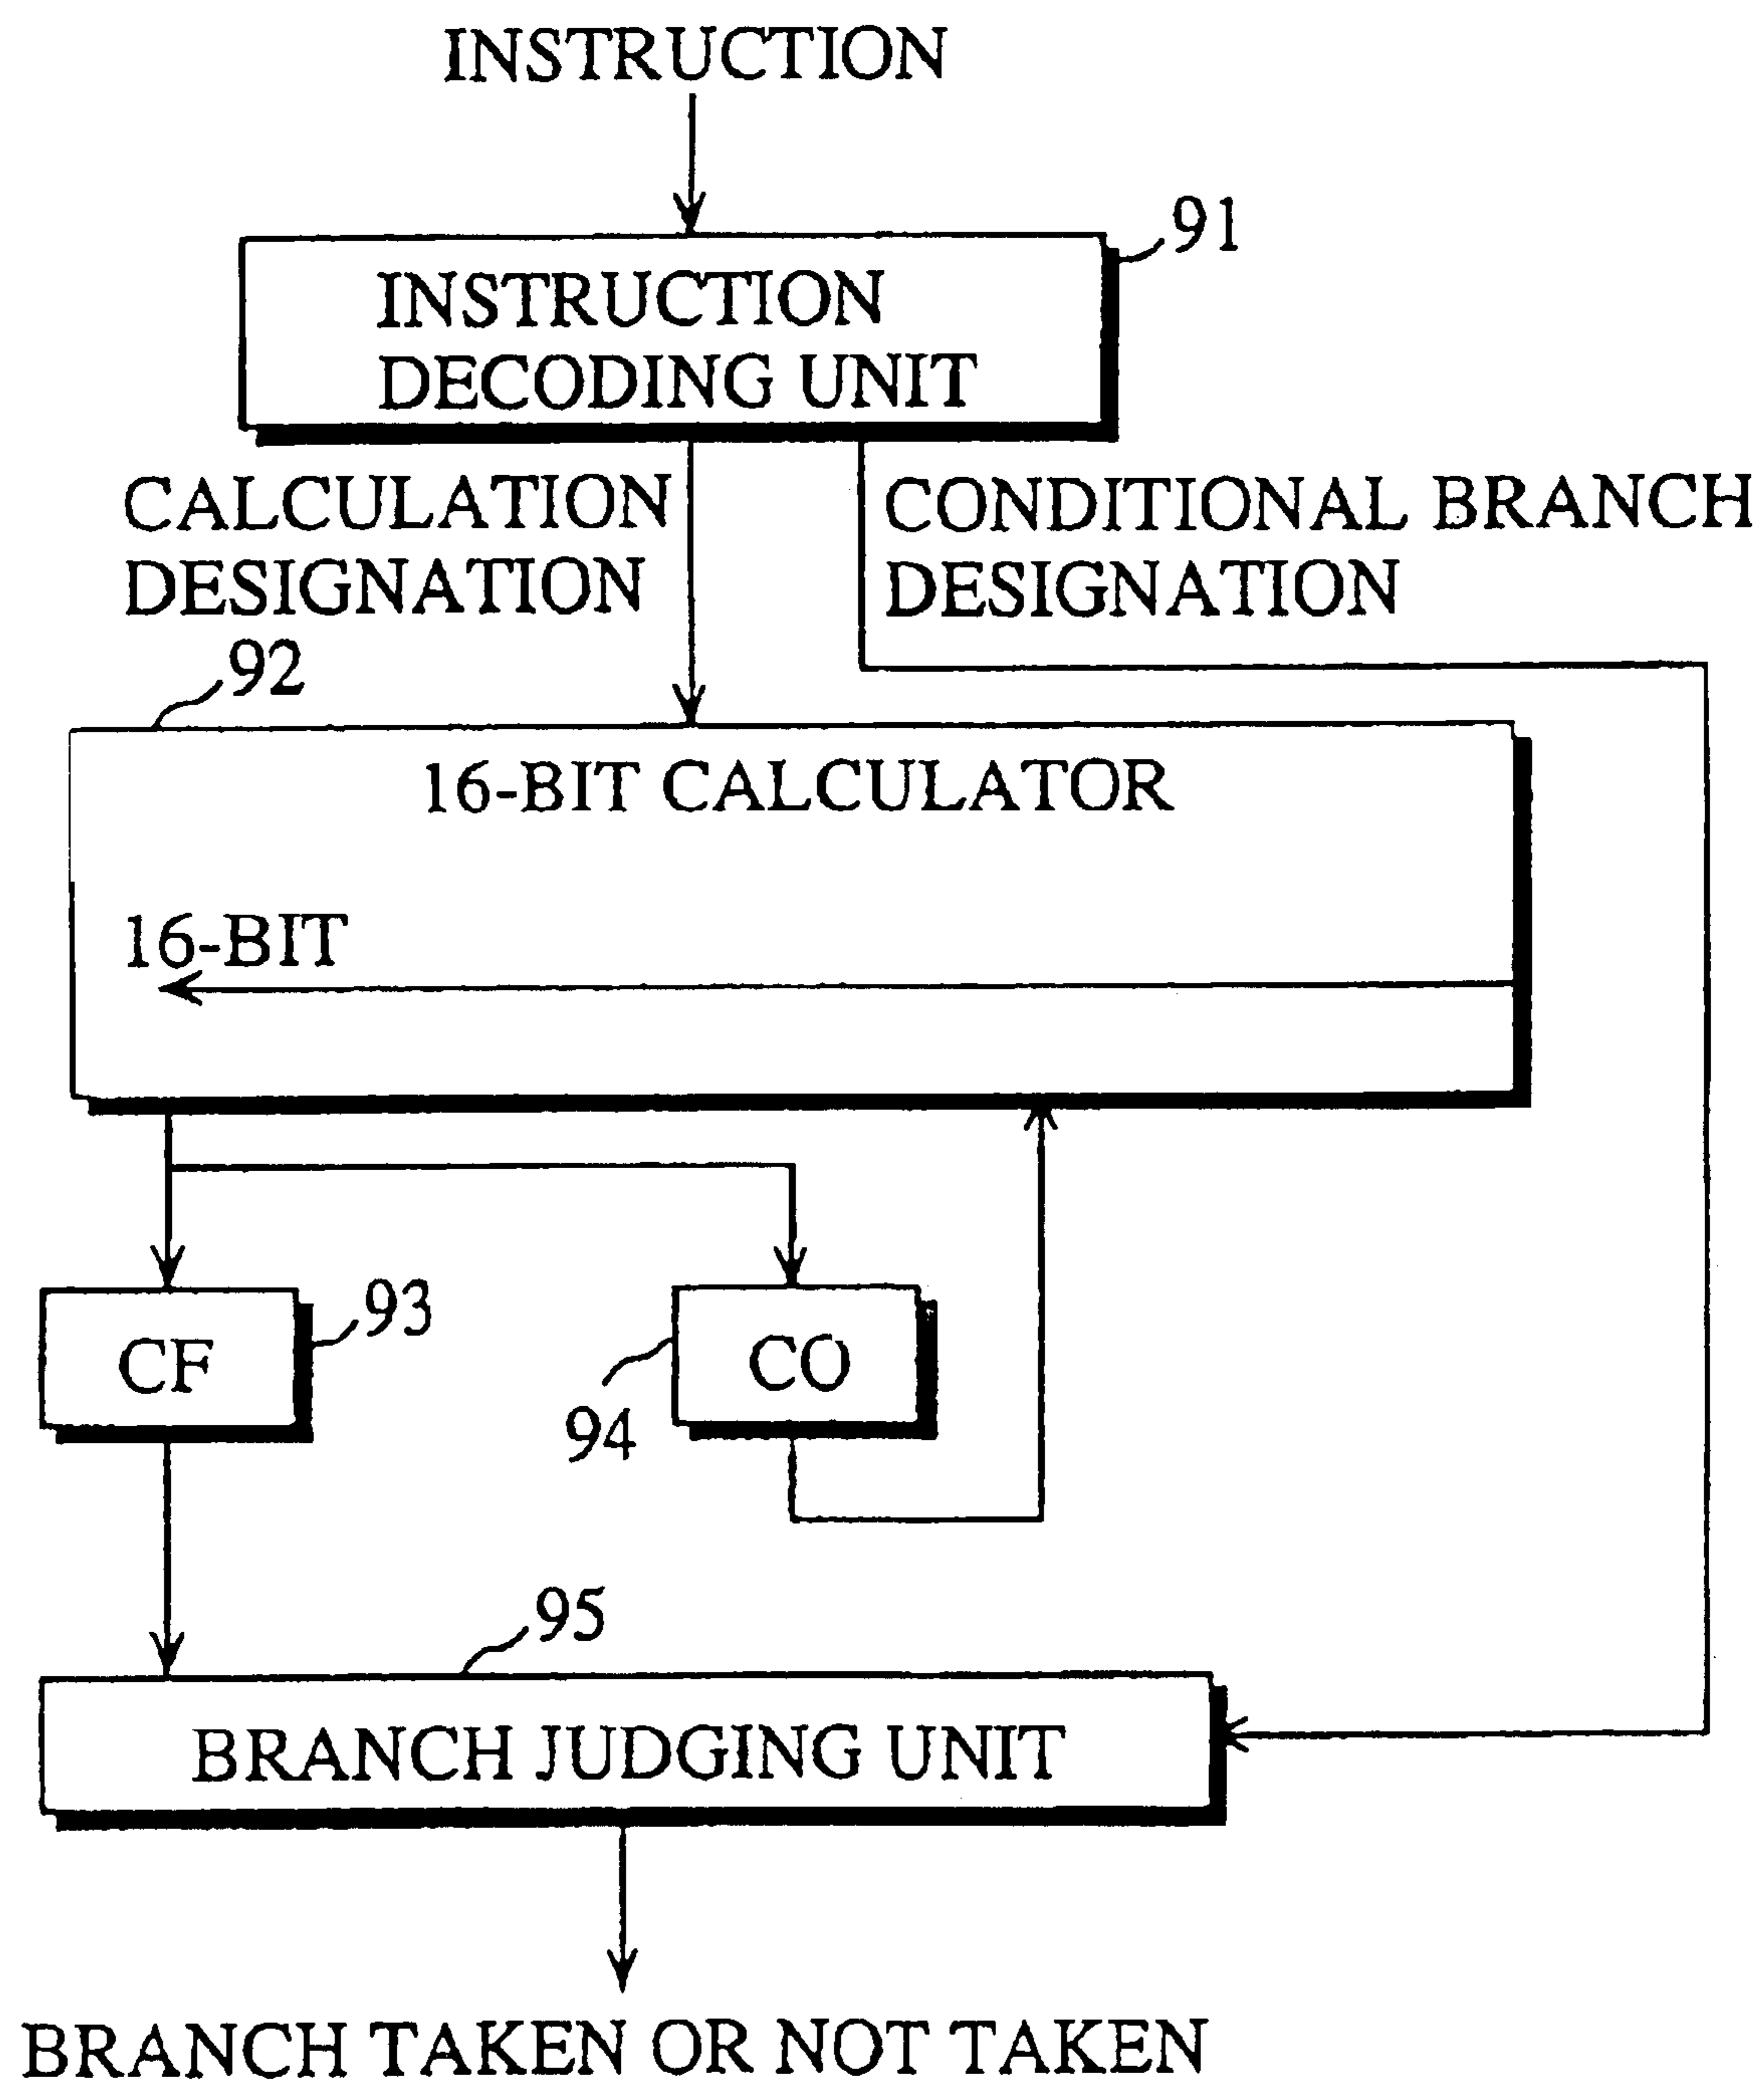 INSTRUCTION
91
INSTRUCTION
DECODING UNIT
CALCULATION
DESIGNATION
CONDITIONAL BRANCH
DESIGNATION
92
16-BIT CALCULATOR
16-BIT
CF
93
CO
94
95
BRANCH JUDGING UNIT
BRANCH TAKEN OR NOT TAKEN